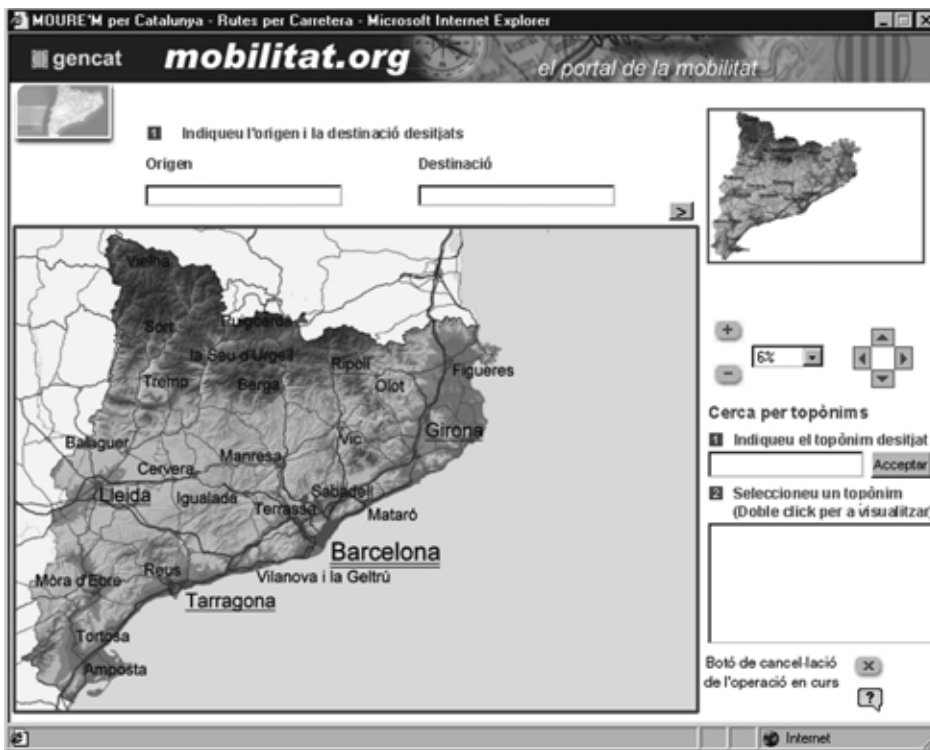 MOURE'M per Catalunya - Rutes per Carretera - Microsoft Internet Explorer
gencat mobilitat.org el portal de la mobilitat
1 Indiqueu l'origen i la destinació desitjats
Origen Destinació
>
Vielha
Sort
Puigcerdà
la Seu d'Urgell
Ripoll
Figueres
Tremp
Berga
Olot
Girona
Balaguer
Vic
Cervera
Manresa
Lleida
Igualada
Sabadell
Terrassa
Mataró
Barcelona
Móra d'Ebre
Reus
Vilanova i la Geltrú
Tarragona
Tortosa
Amposta
+
6%
−
Cerca per topònims
1 Indiqueu el topònim desitjat
Acceptar
2 Seleccioneu un topònim
(Doble click per a visualitzar)
Botó de cancel·lació
de l'operació en curs
?
Internet